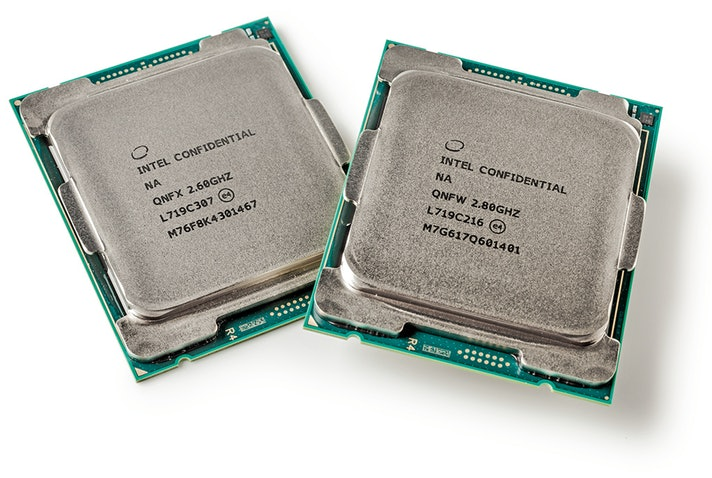 INTEL CONFIDENTIAL
NA
QNFX 2.60GHZ
L719C307 e4
M76F8K4301467
R4
INTEL CONFIDENTIAL
NA
QNFW 2.80GHZ
L719C216 e4
M7G617Q601401
R4